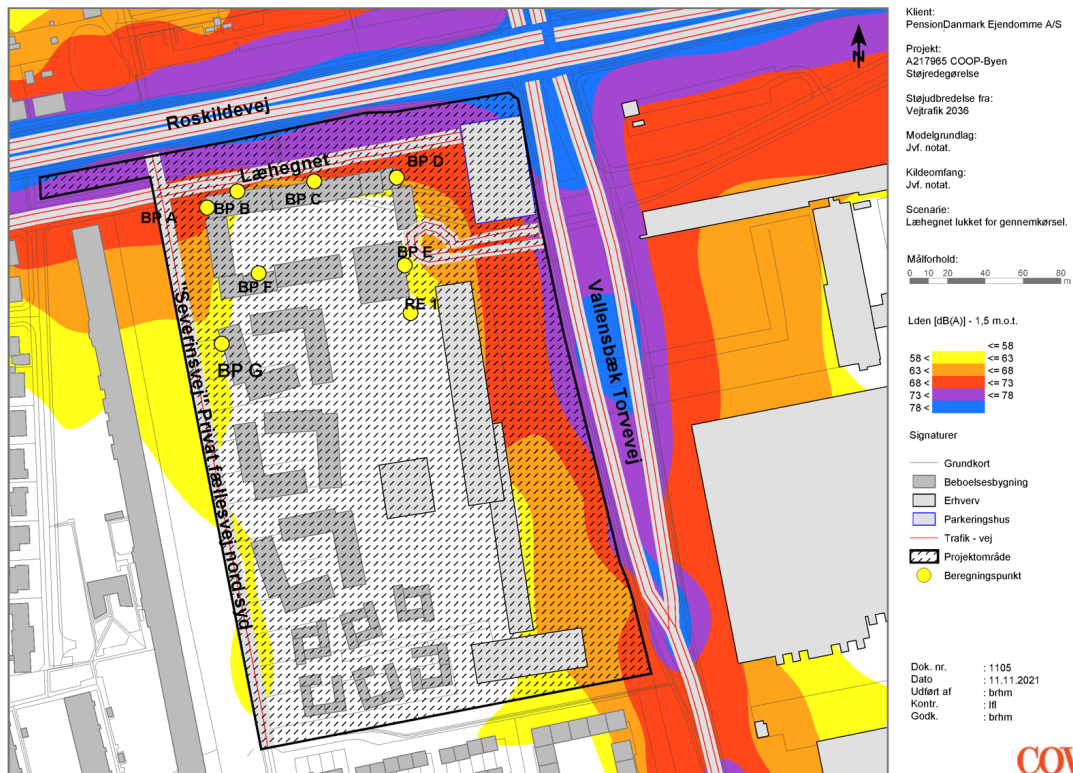 Roskildevej
Læhegnet
BP D
BP A
BP B
BP C
BP E
BP F
RE 1
BP G
"Severinsvej" Privat fællesvej nord-syd
Vallensbæk Torvevej
N
Klient:
PensionDanmark Ejendomme A/S
Projekt:
A217965 COOP-Byen
Støjredegørelse
Støjudbredelse fra:
Vejtrafik 2036
Modelgrundlag:
Jvf. notat.
Kildeomfang:
Jvf. notat.
Scenarie:
Læhegnet lukket for gennemkørsel.
Målforhold:
0 10 20 40 60 80
m
Lden [dB(A)] - 1,5 m.o.t.
<= 58
58 < <= 63
63 < <= 68
68 < <= 73
73 < <= 78
78 <
Signaturer
Grundkort
Beboelsesbygning
Erhverv
Parkeringshus
Trafik - vej
Projektområde
Beregningspunkt
Dok. nr. : 1105
Dato : 11.11.2021
Udført af : brhm
Kontr. : lfl
Godk. : brhm